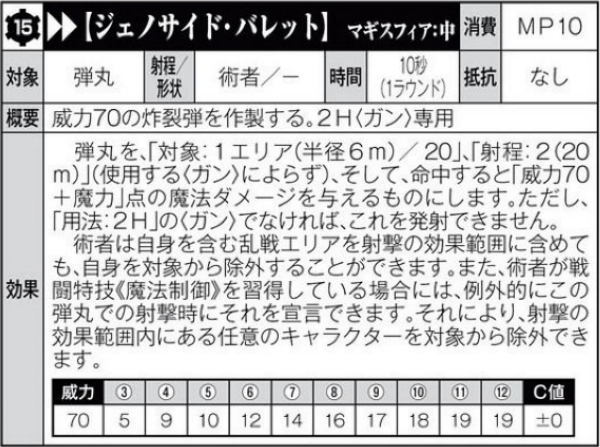 15 ▶▶【ジェノサイド・バレット】 マギスフィア:中 消費 MP10
対象 弾丸 射程/形状 術者/― 時間 10秒(1ラウンド) 抵抗 なし
概要 威力70の炸裂弾を作製する。2H〈ガン〉専用
効果
弾丸を、「対象:1エリア(半径6m)/20」、「射程:2(20
m)」(使用する〈ガン〉によらず)、そして、命中すると「威力70
+魔力」点の魔法ダメージを与えるものにします。ただし、
「用法:2H」の〈ガン〉でなければ、これを発射できません。
術者は自身を含む乱戦エリアを射撃の効果範囲に含めて
も、自身を対象から除外することができます。また、術者が戦
闘特技《魔法制御》を習得している場合には、例外的にこの
弾丸での射撃時にそれを宣言できます。それにより、射撃の
効果範囲内にある任意のキャラクターを対象から除外でき
ます。
威力 ③ ④ ⑤ ⑥ ⑦ ⑧ ⑨ ⑩ ⑪ ⑫ C値
70 5 9 10 12 14 16 17 18 19 19 ±0